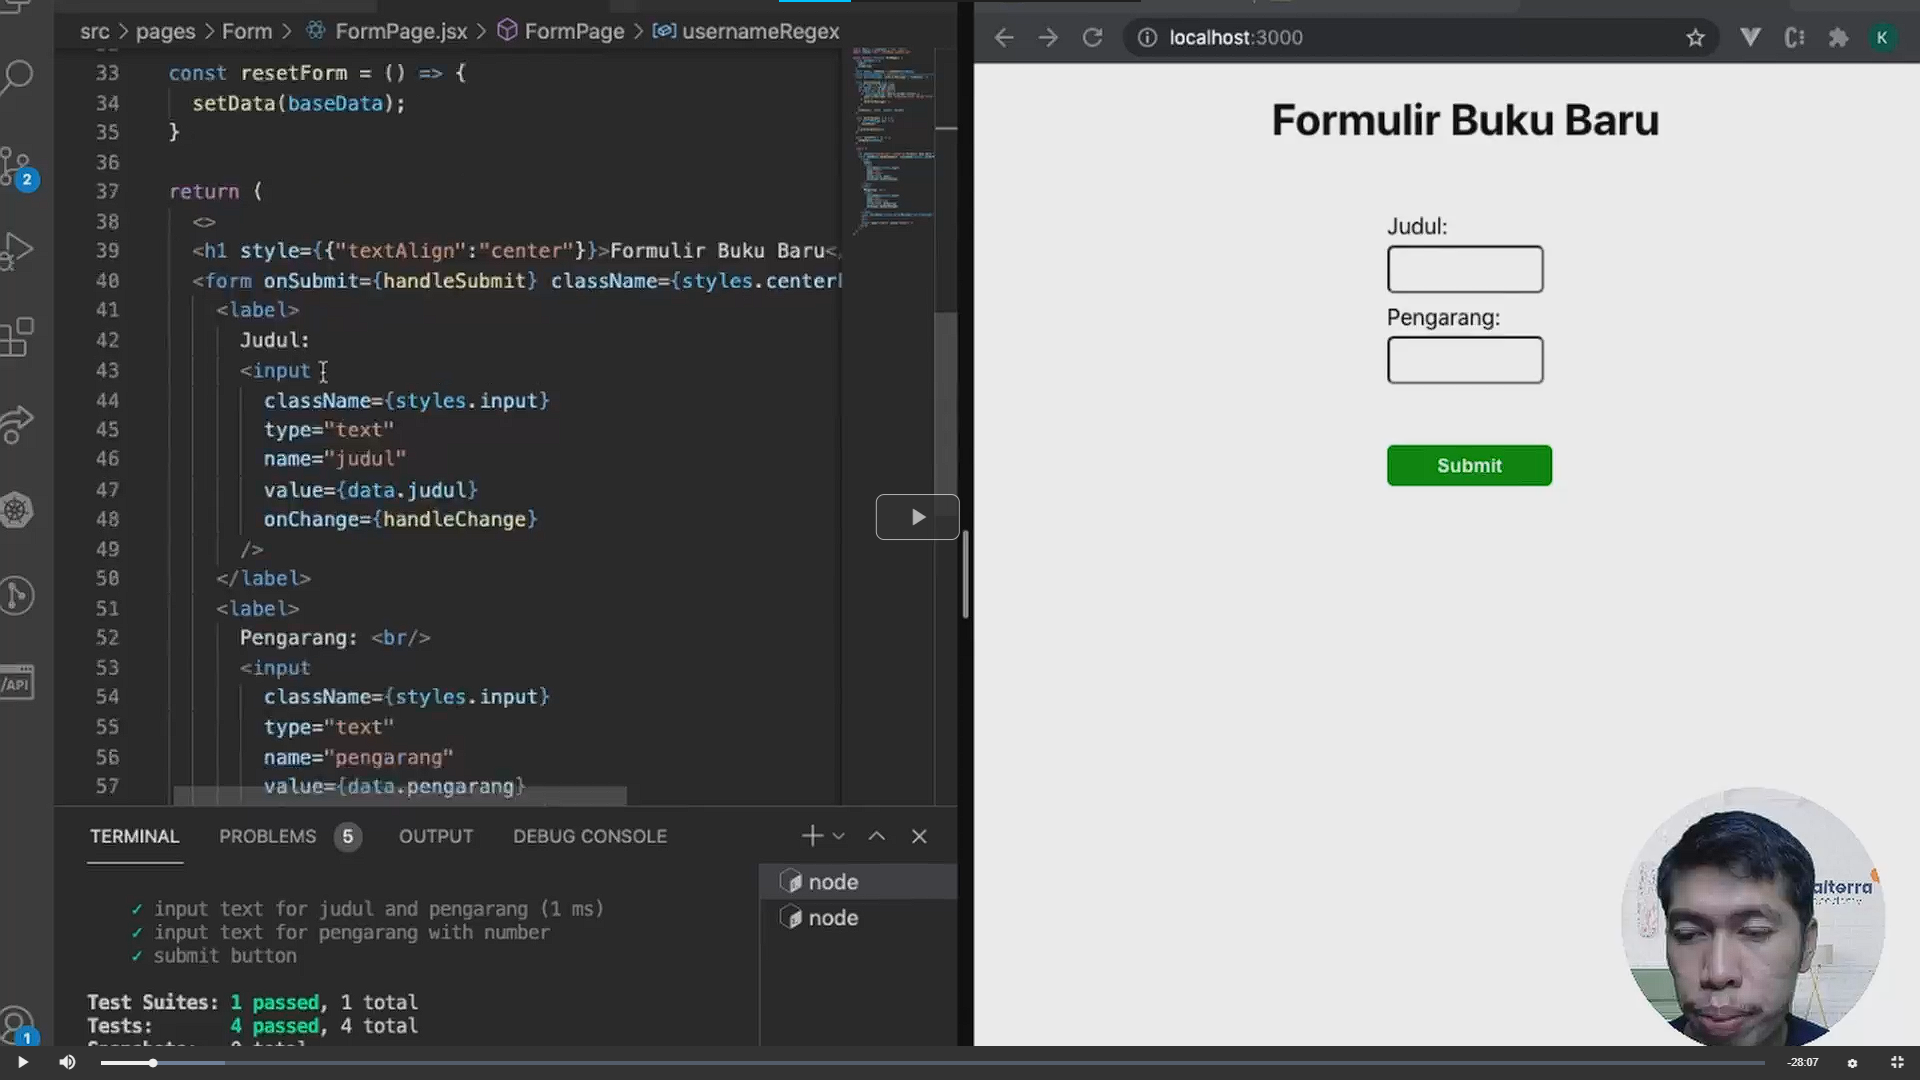 src > pages > Form > FormPage.jsx > FormPage > usernameRegex
33 const resetForm = () => {
34 setData(baseData);
35 }
36
37 return (
38 <>
39 <h1 style={{"textAlign":"center"}}>Formulir Buku Baru<
40 <form onSubmit={handleSubmit} className={styles.center
41 <label>
42 Judul:
43 <input
44 className={styles.input}
45 type="text"
46 name="judul"
47 value={data.judul}
48 onChange={handleChange}
49 />
50 </label>
51 <label>
52 Pengarang: <br/>
53 <input
54 className={styles.input}
55 type="text"
56 name="pengarang"
57 value={data.pengarang}
2
/API
1
TERMINAL PROBLEMS 5 OUTPUT DEBUG CONSOLE
✓ input text for judul and pengarang (1 ms)
✓ input text for pengarang with number
✓ submit button
Test Suites: 1 passed, 1 total
Tests: 4 passed, 4 total
node
node
localhost:3000
K
Formulir Buku Baru
Judul:
Pengarang:
Submit
alterra
academy
-28:07